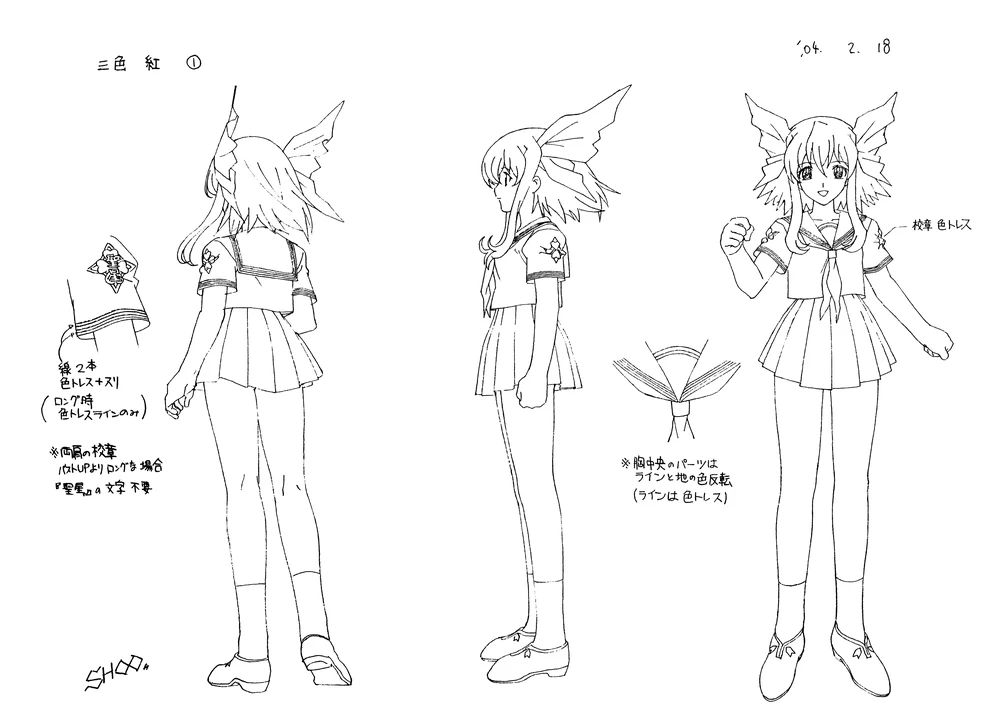 三色 紅 ①
'04. 2. 18
校章 色トレス
聖星
線2本
色トレス+ヌリ
(ロング時
色トレスラインのみ)
※両肩の校章
バストUPよりロングな場合
『聖星』の文字 不要
※胸中央のパーツは
ラインと地の色反転
(ラインは 色トレス)
SHOO"